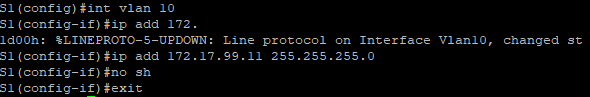 S1(config)#int vlan 10
S1(config-if)#ip add 172.
1d00h: %LINEPROTO-5-UPDOWN: Line protocol on Interface Vlan10, changed st
S1(config-if)#ip add 172.17.99.11 255.255.255.0
S1(config-if)#no sh
S1(config-if)#exit